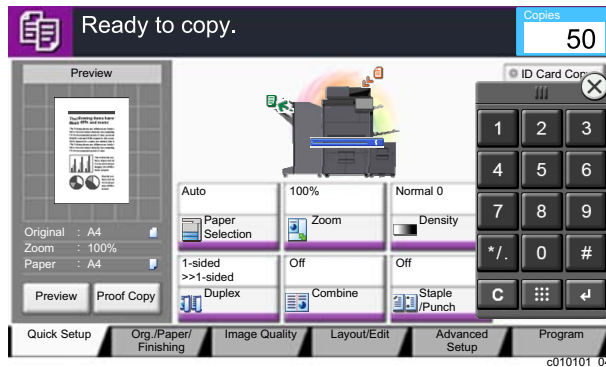 Ready to copy.
Copies
50
Preview
ID Card Copy
Original : A4
Zoom : 100%
Paper : A4
Preview
Proof Copy
Auto
Paper
Selection
100%
Zoom
Normal 0
Density
1-sided
>>1-sided
Duplex
Off
Combine
Off
Staple
/Punch
1 2 3
4 5 6
7 8 9
*/. 0 #
C
Quick Setup
Org./Paper/
Finishing
Image Quality
Layout/Edit
Advanced
Setup
Program
c010101_04